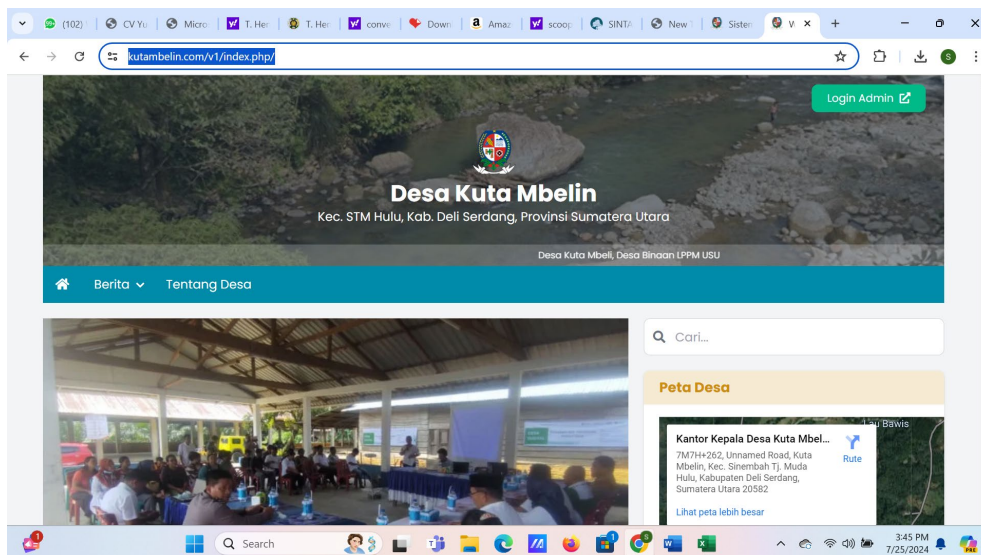 (102)
CV Yu
Micro
T. Her
T. Her
conve
Down
Amaz
scoop
SINTA
New T
Sisten
kutambelin.com/v1/index.php/
Login Admin
Desa Kuta Mbelin
Kec. STM Hulu, Kab. Deli Serdang, Provinsi Sumatera Utara
Desa Kuta Mbeli, Desa Binaan LPPM USU
Berita
Tentang Desa
Cari...
Peta Desa
Lau Bawis
Kantor Kepala Desa Kuta Mbel...
7M7H+262, Unnamed Road, Kuta
Mbelin, Kec. Sinembah Tj. Muda
Hulu, Kabupaten Deli Serdang,
Sumatera Utara 20582
Rute
Lihat peta lebih besar
Search
3:45 PM
7/25/2024